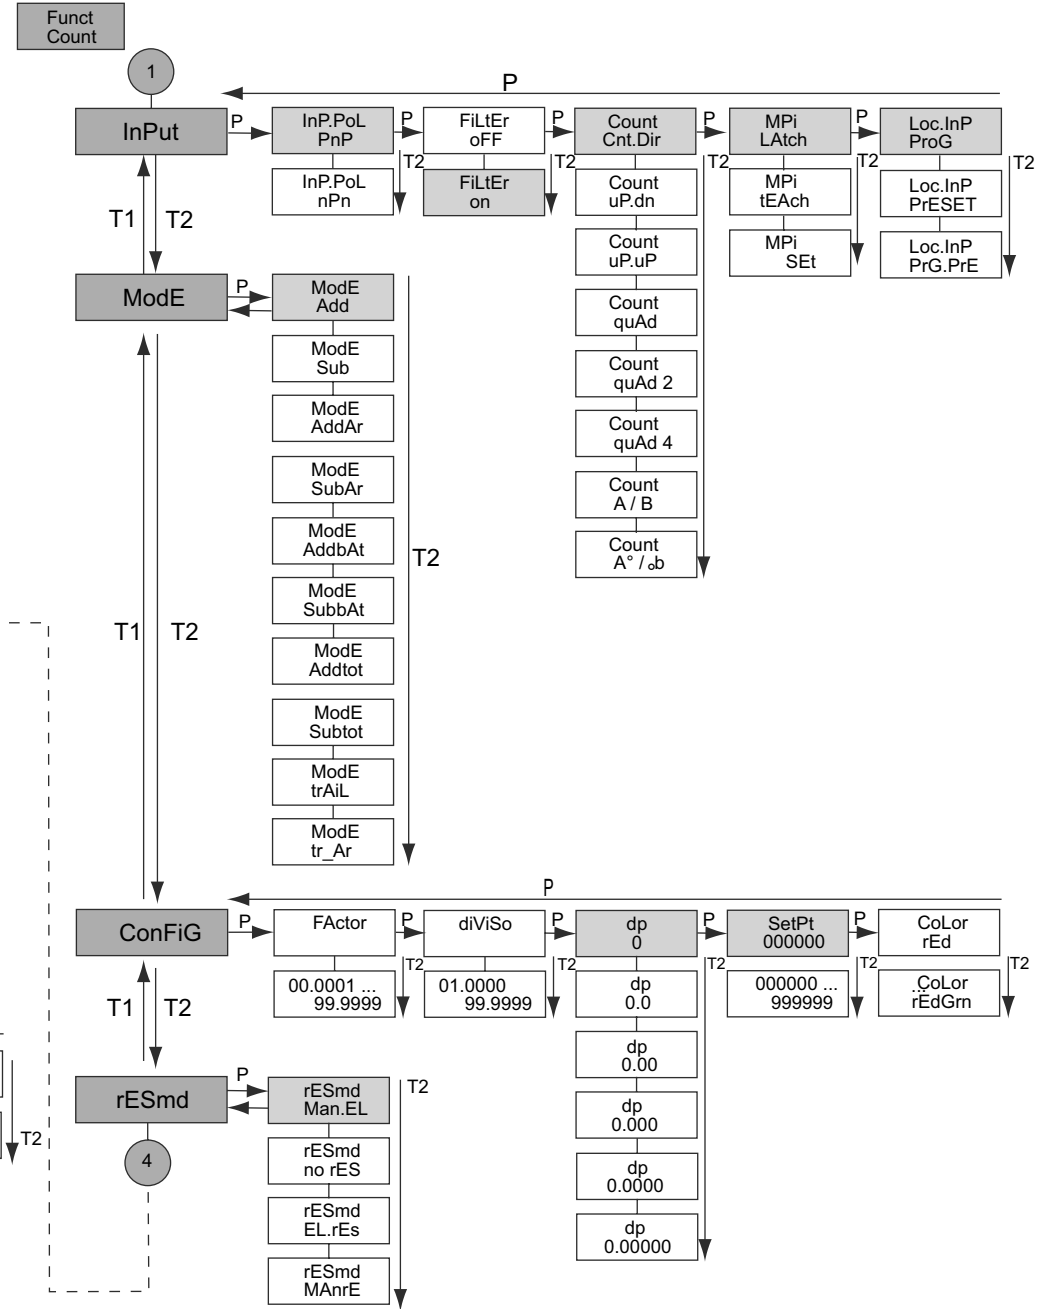 Funct
Count
1
P
InPut
P
InP.PoL
PnP
P
FiLtEr
oFF
P
Count
Cnt.Dir
P
MPi
LAtch
P
Loc.InP
ProG
T2
T2
T2
T2
T2
InP.PoL
nPn
FiLtEr
on
Count
uP.dn
MPi
tEAch
Loc.InP
PrESET
Count
uP.uP
MPi
SEt
Loc.InP
PrG.PrE
T1
T2
Count
quAd
Count
quAd 2
Count
quAd 4
Count
A / B
Count
A° / ob
ModE
P
ModE
Add
ModE
Sub
ModE
AddAr
ModE
SubAr
ModE
AddbAt
ModE
SubbAt
ModE
Addtot
ModE
Subtot
ModE
trAiL
ModE
tr_Ar
T2
T1
T2
P
ConFiG
P
FActor
P
diViSo
P
dp
0
P
SetPt
000000
P
CoLor
rEd
T2
T2
T2
T2
T2
00.0001 ...
99.9999
01.0000
99.9999
dp
0.0
000000 ...
999999
CoLor
rEdGrn
...
dp
0.00
dp
0.000
dp
0.0000
dp
0.00000
T1
T2
rESmd
P
rESmd
Man.EL
T2
rESmd
no rES
rESmd
EL.rEs
rESmd
MAnrE
4
T2